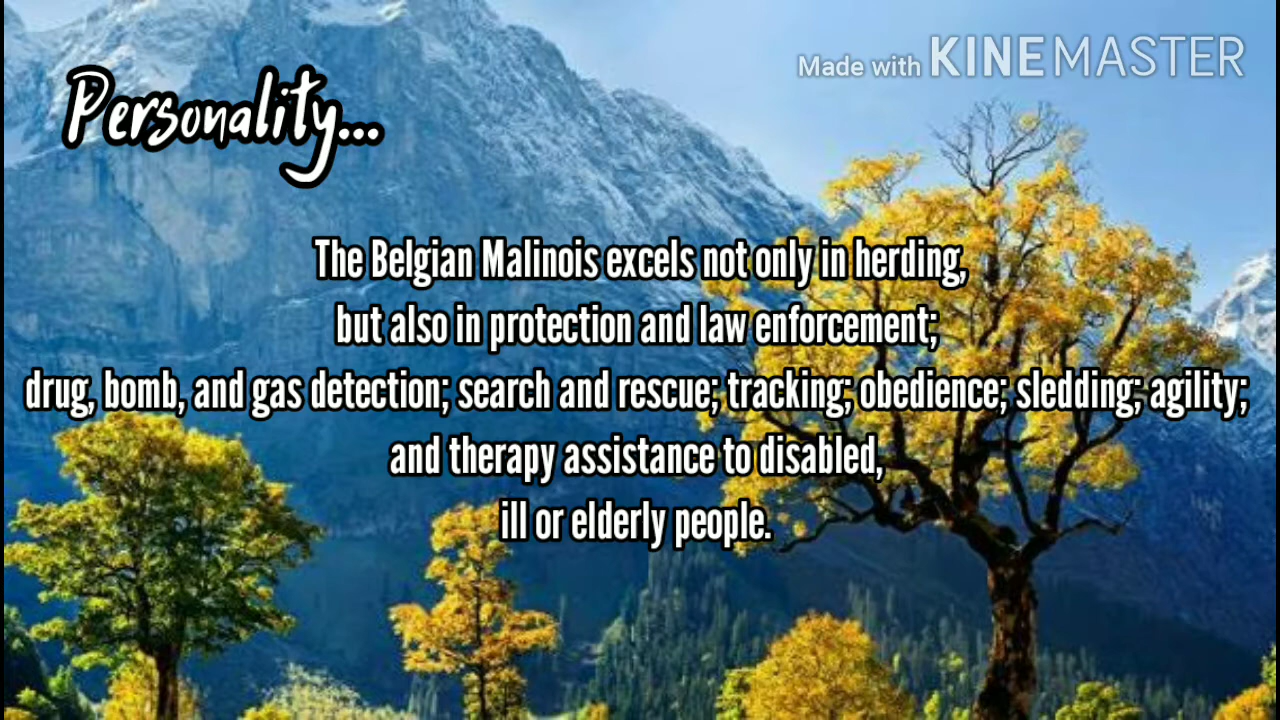 Made with KINEMASTER
Personality...
The Belgian Malinois excels not only in herding,
but also in protection and law enforcement;
drug, bomb, and gas detection; search and rescue; tracking; obedience; sledding; agility;
and therapy assistance to disabled,
ill or elderly people.